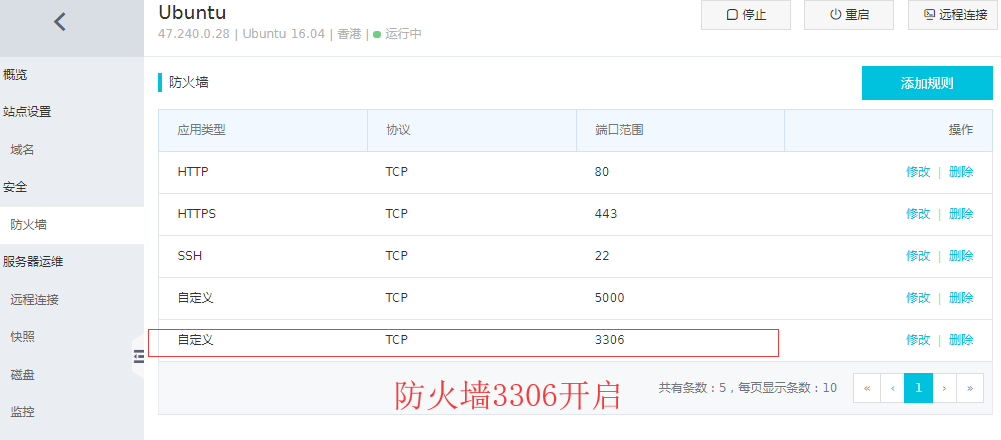 Ubuntu
47.240.0.28 | Ubuntu 16.04 | 香港 | 运行中
停止
重启
远程连接
概览
站点设置
域名
安全
防火墙
服务器运维
远程连接
快照
磁盘
监控
防火墙
添加规则
应用类型 协议 端口范围 操作
HTTP TCP 80 修改 | 删除
HTTPS TCP 443 修改 | 删除
SSH TCP 22 修改 | 删除
自定义 TCP 5000 修改 | 删除
自定义 TCP 3306 修改 | 删除
防火墙3306开启
共有条数：5，每页显示条数：10 « ‹ 1 › »